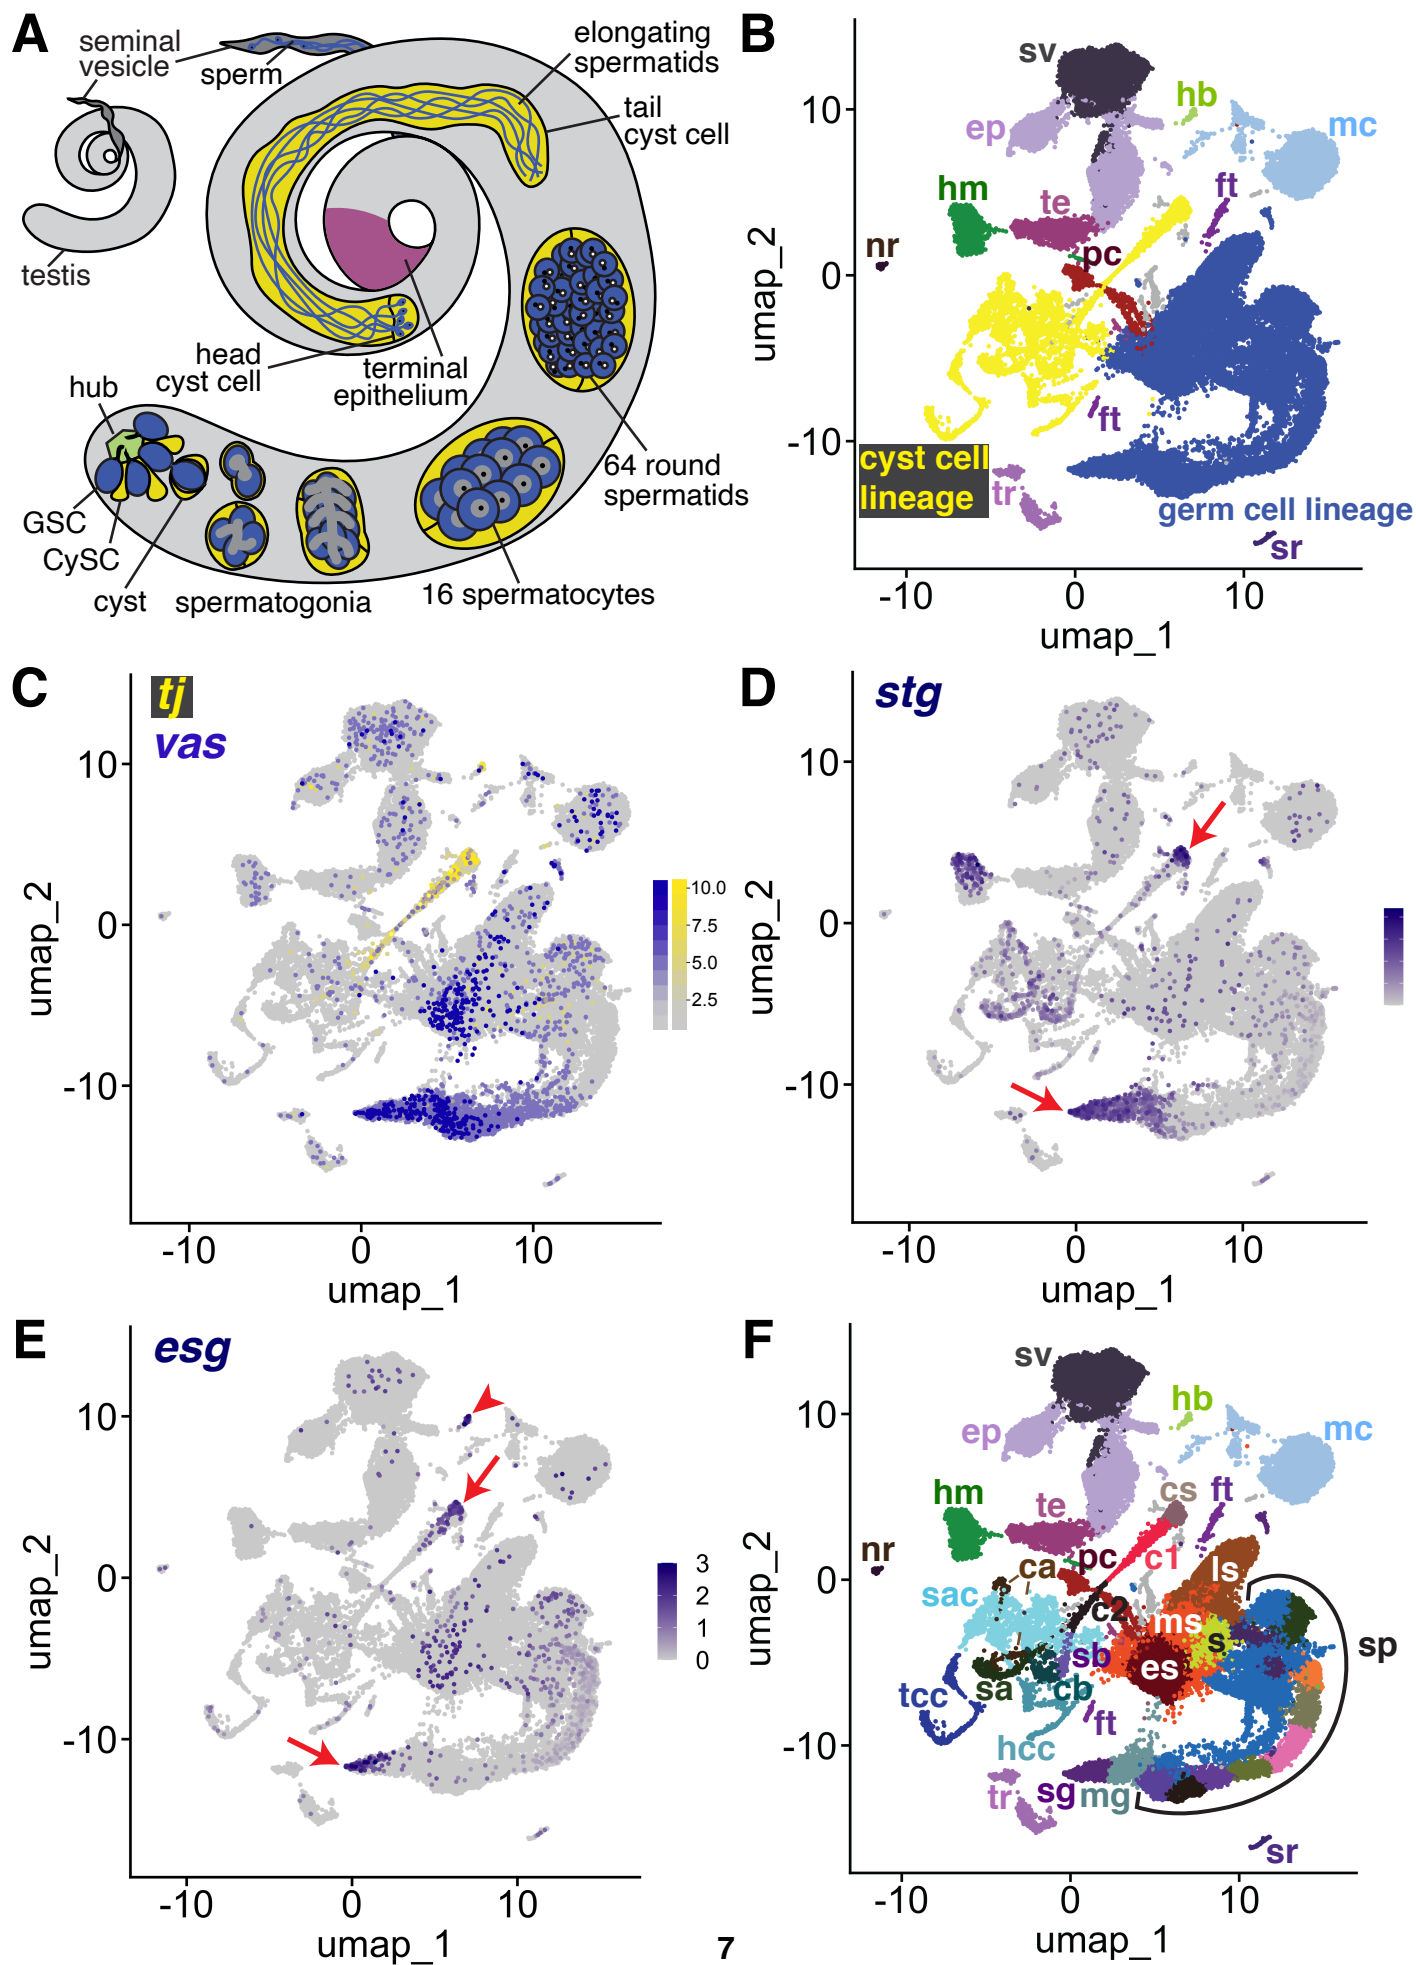 A
seminal
vesicle
sperm
elongating
spermatids
tail
cyst cell
testis
head
cyst cell
terminal
epithelium
hub
64 round
spermatids
GSC
CySC
cyst
spermatogonia
16 spermatocytes
B
sv
hb
ep
mc
hm
te
ft
nr
pc
ft
cyst cell
lineage
tr
germ cell lineage
sr
10
0
-10
umap_2
-10
0
10
umap_1
C
tj
vas
10
0
-10
umap_2
10.0
7.5
5.0
2.5
-10
0
10
umap_1
D
stg
10
0
-10
umap_2
-10
0
10
umap_1
E
esg
10
0
-10
umap_2
3
2
1
0
-10
0
10
umap_1
F
sv
hb
ep
mc
hm
te
cs
ft
nr
ca
pc
c1
ls
sac
c2
ms
s
sp
sb
es
tcc
sa
cb
ft
hcc
tr
sg
mg
sr
10
0
-10
umap_2
-10
0
10
umap_1
7